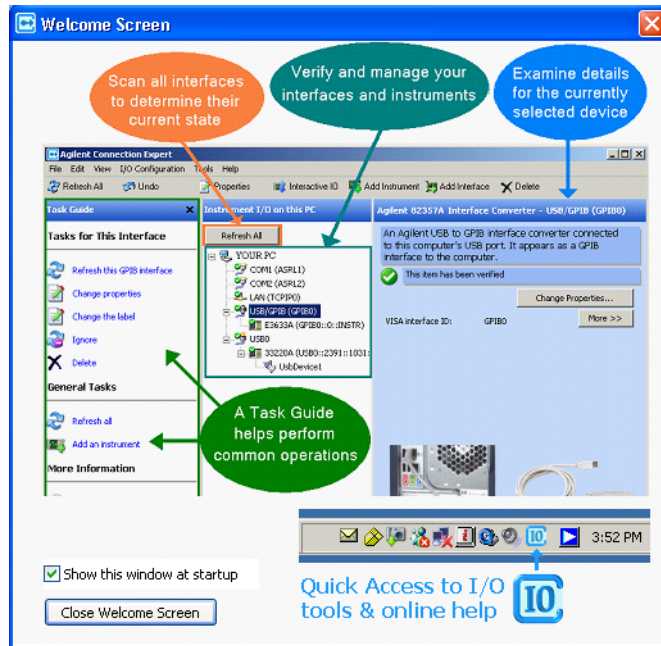 Welcome Screen
Scan all interfaces
to determine their
current state
Verify and manage your
interfaces and instruments
Examine details
for the currently
selected device
Agilent Connection Expert
File Edit View I/O Configuration Tools Help
Refresh All Undo Properties Interactive IO Add Instrument Add Interface Delete
Task Guide
Tasks for This Interface
Refresh this GPIB interface
Change properties
Change the label
Ignore
Delete
General Tasks
Refresh all
Add an instrument
More Information
Instrument I/O on this PC
Refresh All
YOUR PC
COM1 (ASRL1)
COM2 (ASRL2)
LAN (TCPIP0)
USB/GPIB (GPIB0)
E3633A (GPIB0::0::INSTR)
USB0
33220A (USB0::2391::1031:
UsbDevice1
Agilent 82357A Interface Converter - USB/GPIB (GPIB0)
An Agilent USB to GPIB interface converter connected
to this computer's USB port. It appears as a GPIB
interface to the computer.
This item has been verified
Change Properties...
VISA interface ID: GPIB0
More >>
A Task Guide
helps perform
common operations
IO
3:52 PM
Show this window at startup
Close Welcome Screen
Quick Access to I/O
tools & online help
IO